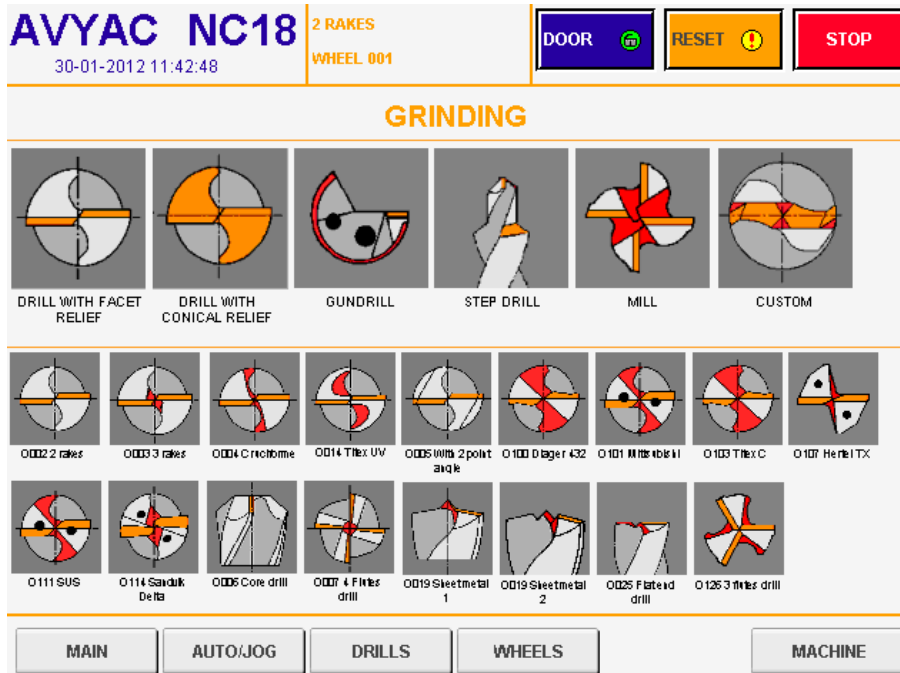 AVYAC NC18
30-01-2012 11:42:48
2 RAKES
WHEEL 001
DOOR
RESET
STOP
GRINDING
DRILL WITH FACET
RELIEF
DRILL WITH
CONICAL RELIEF
GUNDRILL
STEP DRILL
MILL
CUSTOM
O002 2 rakes
O003 3 rakes
O004 Cruciforme
O014 Titex UV
O005 With 2 point
angle
O100 Diager 432
O101 Mitsubishi
O103 Titex C
O107 Hertel TX
O111 SUS
O114 Sandvik
Delta
O006 Core drill
O007 4 Flutes
drill
O019 Sheetmetal
1
O019 Sheetmetal
2
O025 Flat end
drill
O126 3 flutes drill
MAIN
AUTO/JOG
DRILLS
WHEELS
MACHINE